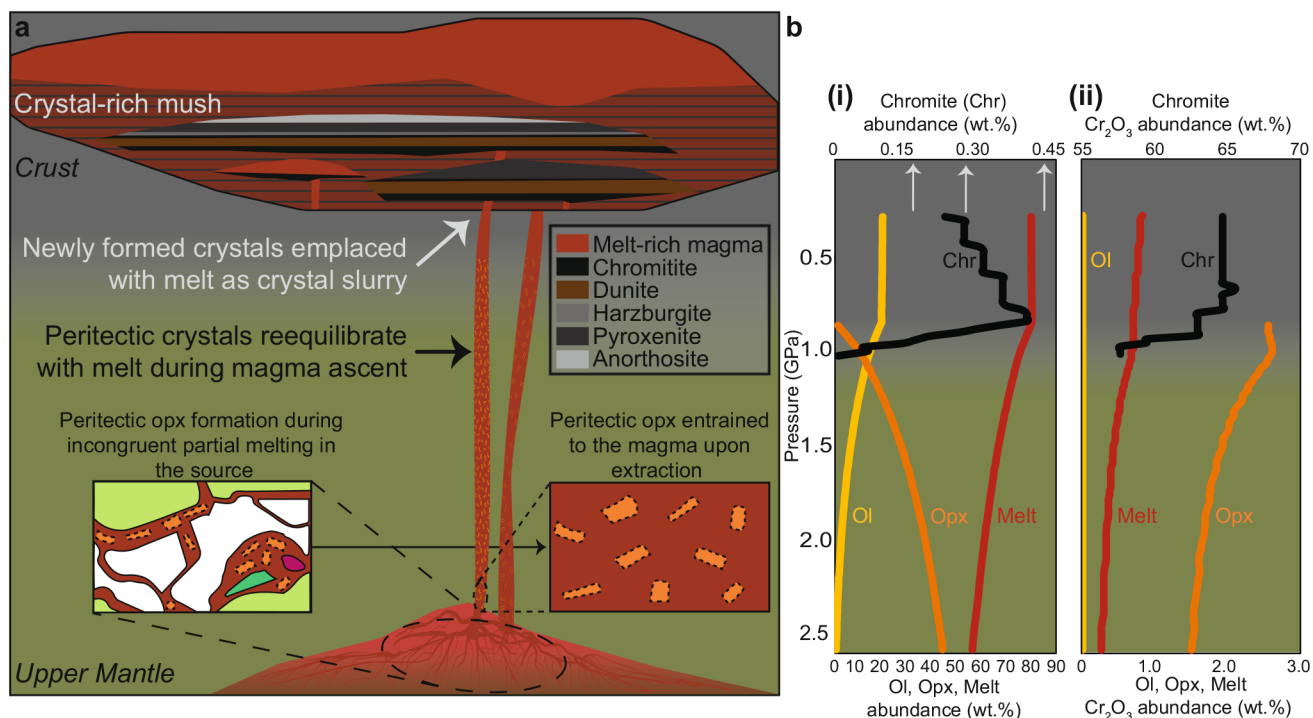 a
Crystal-rich mush
Crust
Newly formed crystals emplaced
with melt as crystal slurry
Melt-rich magma
Chromitite
Dunite
Harzburgite
Pyroxenite
Anorthosite
Peritectic crystals reequilibrate
with melt during magma ascent
Peritectic opx formation during
incongruent partial melting in
the source
Peritectic opx entrained
to the magma upon
extraction
Upper Mantle
b
(i)
Chromite (Chr)
abundance (wt.%)
0 0.15 0.30 0.45
Chr
Pressure (GPa)
0.5
1.0
1.5
2.0
2.5
Ol
Opx
Melt
0 10 20 30 40 50 60 70 80 90
Ol, Opx, Melt
abundance (wt.%)
(ii)
Chromite
Cr2O3 abundance (wt.%)
55 60 65 70
Ol
Chr
Melt
Opx
0 1.0 2.0 3.0
Ol, Opx, Melt
Cr2O3 abundance (wt.%)